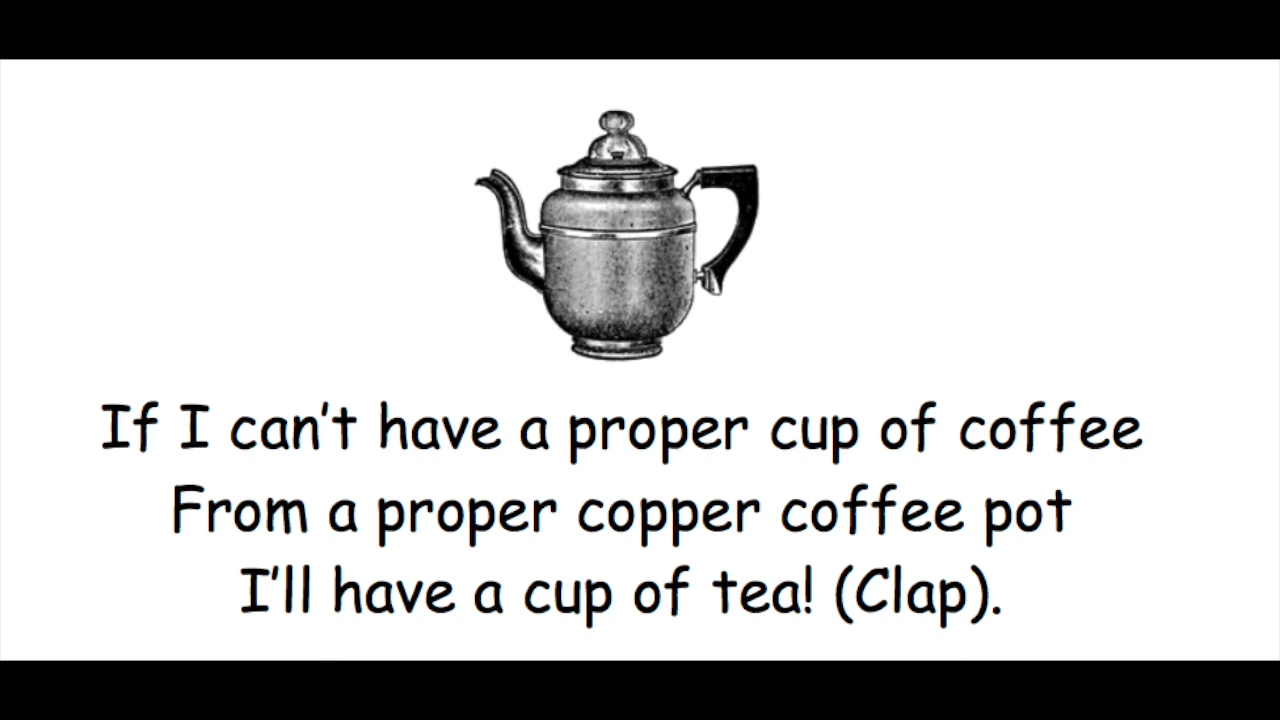 If I can't have a proper cup of coffee
From a proper copper coffee pot
I'll have a cup of tea! (Clap).